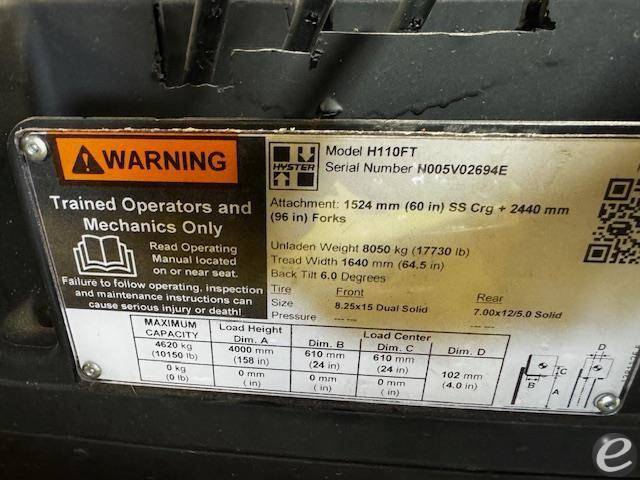 WARNING
Trained Operators and
Mechanics Only
Read Operating
Manual located
on or near seat.
Failure to follow operating, inspection
and maintenance instructions can
cause serious injury or death!
HYSTER
Model H110FT
Serial Number N005V02694E
Attachment: 1524 mm (60 in) SS Crg + 2440 mm
(96 in) Forks
Unladen Weight 8050 kg (17730 lb)
Tread Width 1640 mm (64.5 in)
Back Tilt 6.0 Degrees
Tire Front Rear
Size 8.25x15 Dual Solid 7.00x12/5.0 Solid
Pressure --- -- --- --
MAXIMUM CAPACITY Load Height Dim. A Load Center Dim. B Dim. C Dim. D
4620 kg 4000 mm 610 mm 610 mm 102 mm
(10150 lb) (158 in) (24 in) (24 in) (4.0 in)
0 kg 0 mm 0 mm 0 mm
(0 lb) ( in) ( in) ( in)
D
C
B
A
e